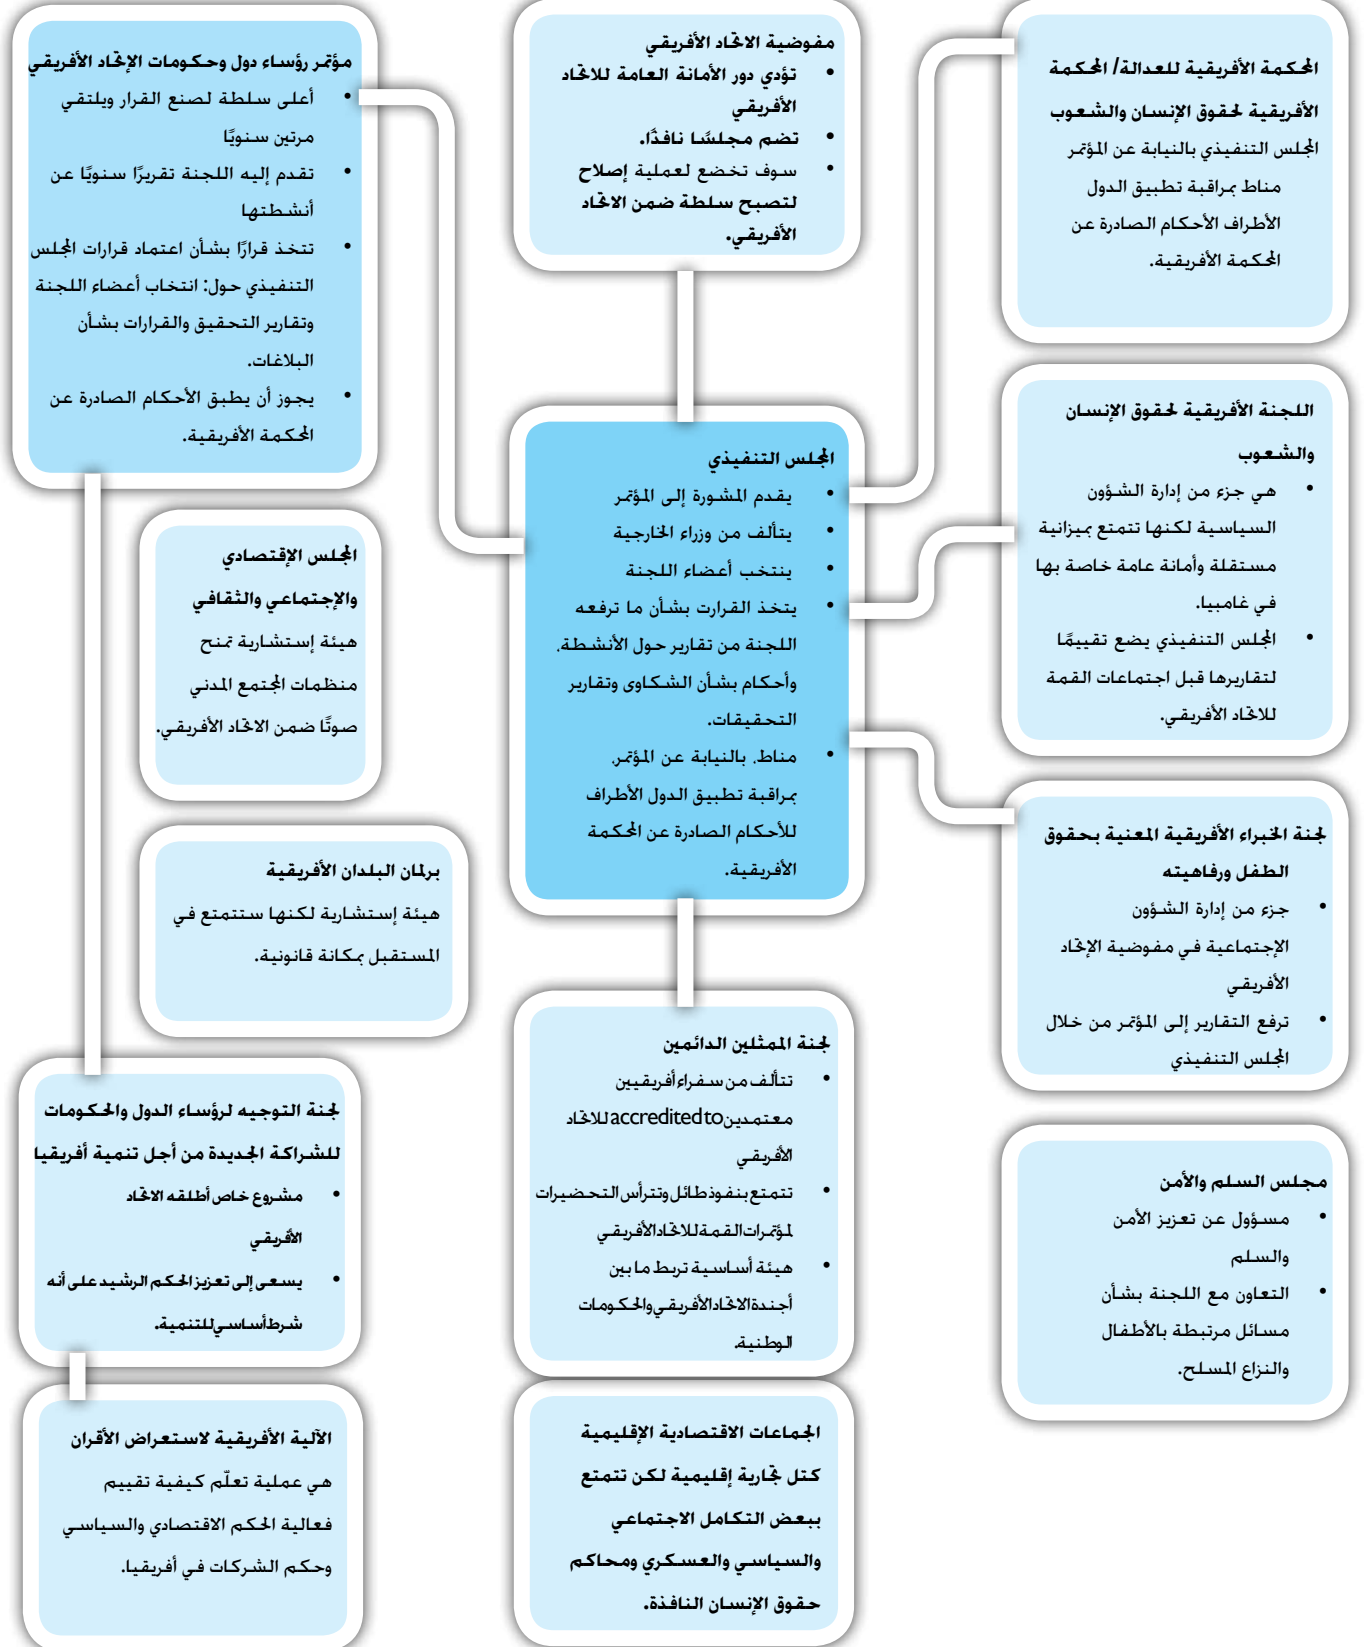 المحكمة الأفريقية للعدالة/ المحكمة
الأفريقية لحقوق الإنسان والشعوب
المجلس التنفيذي بالنيابة عن المؤتمر
مناط بمراقبة تطبيق الدول
الأطراف الأحكام الصادرة عن
المحكمة الأفريقية.
اللجنة الأفريقية لحقوق الإنسان
والشعوب
• هي جزء من إدارة الشؤون
السياسية لكنها تتمتع بميزانية
مستقلة وأمانة عامة خاصة بها
في غامبيا.
• المجلس التنفيذي يضع تقييمًا
لتقاريرها قبل اجتماعات القمة
للاتحاد الأفريقي.
لجنة الخبراء الأفريقية المعنية بحقوق
الطفل ورفاهيته
• جزء من إدارة الشؤون
الإجتماعية في مفوضية الإتحاد
الأفريقي
• ترفع التقارير إلى المؤتمر من خلال
المجلس التنفيذي
مجلس السلم والأمن
• مسؤول عن تعزيز الأمن
والسلم
• التعاون مع اللجنة بشأن
مسائل مرتبطة بالأطفال
والنزاع المسلح.
مفوضية الاتحاد الأفريقي
• تؤدي دور الأمانة العامة للاتحاد
الأفريقي
• تضم مجلسًا نافذًا.
• سوف تخضع لعملية إصلاح
لتصبح سلطة ضمن الاتحاد
الأفريقي.
المجلس التنفيذي
• يقدم المشورة إلى المؤتمر
• يتألف من وزراء الخارجية
• ينتخب أعضاء اللجنة
• يتخذ القرارت بشأن ما ترفعه
اللجنة من تقارير حول الأنشطة،
وأحكام بشأن الشكاوى وتقارير
التحقيقات.
• مناط، بالنيابة عن المؤتمر،
بمراقبة تطبيق الدول الأطراف
للأحكام الصادرة عن المحكمة
الأفريقية.
لجنة الممثلين الدائمين
• تتألف من سفراء أفريقيين
معتمدين accredited to للاتحاد
الأفريقي
• تتمتع بنفوذ طائل وتترأس التحضيرات
لمؤتمرات القمة للاتحاد الأفريقي
• هيئة أساسية تربط ما بين
أجندة الاتحاد الأفريقي والحكومات
الوطنية.
الجماعات الاقتصادية الإقليمية
كتل تجارية إقليمية لكن تتمتع
ببعض التكامل الاجتماعي
والسياسي والعسكري ومحاكم
حقوق الإنسان النافذة.
مؤتمر رؤساء دول وحكومات الإتحاد الأفريقي
• أعلى سلطة لصنع القرار ويلتقي
مرتين سنويًا
• تقدم إليه اللجنة تقريرًا سنويًا عن
أنشطتها
• تتخذ قرارًا بشأن اعتماد قرارات المجلس
التنفيذي حول: انتخاب أعضاء اللجنة
وتقارير التحقيق والقرارات بشأن
البلاغات.
• يجوز أن يطبق الأحكام الصادرة عن
المحكمة الأفريقية.
المجلس الإقتصادي
والإجتماعي والثقافي
هيئة إستشارية تمنح
منظمات المجتمع المدني
صوتًا ضمن الاتحاد الأفريقي.
برلمان البلدان الأفريقية
هيئة إستشارية لكنها ستتمتع في
المستقبل بمكانة قانونية.
لجنة التوجيه لرؤساء الدول والحكومات
للشراكة الجديدة من أجل تنمية أفريقيا
• مشروع خاص أطلقه الاتحاد
الأفريقي
• يسعى إلى تعزيز الحكم الرشيد على أنه
شرط أساسي للتنمية.
الآلية الأفريقية لاستعراض الأقران
هي عملية تعلّم كيفية تقييم
فعالية الحكم الاقتصادي والسياسي
وحكم الشركات في أفريقيا.